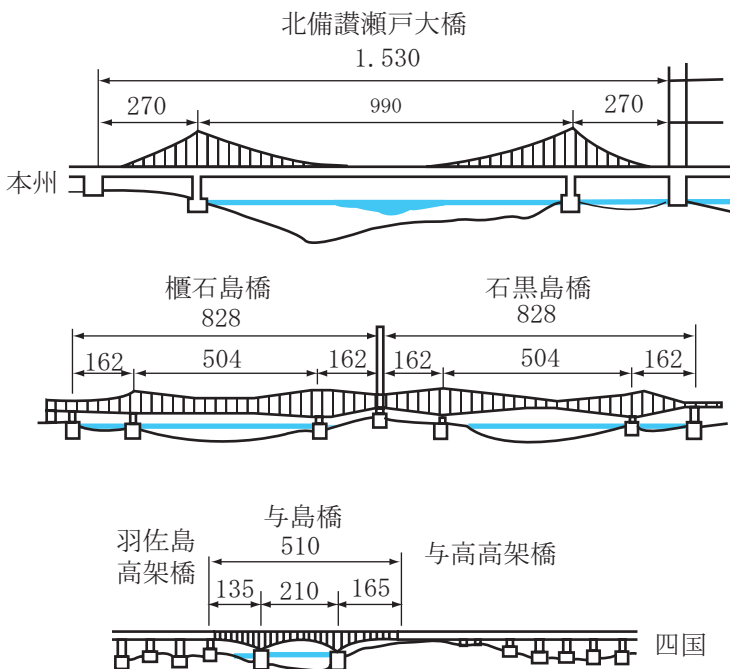 北備讃瀬戸大橋
1.530
270
990
270
本州
櫃石島橋
石黒島橋
828
828
162
504
162
162
504
162
与島橋
羽佐島
高架橋
510
与高高架橋
135
210
165
四国